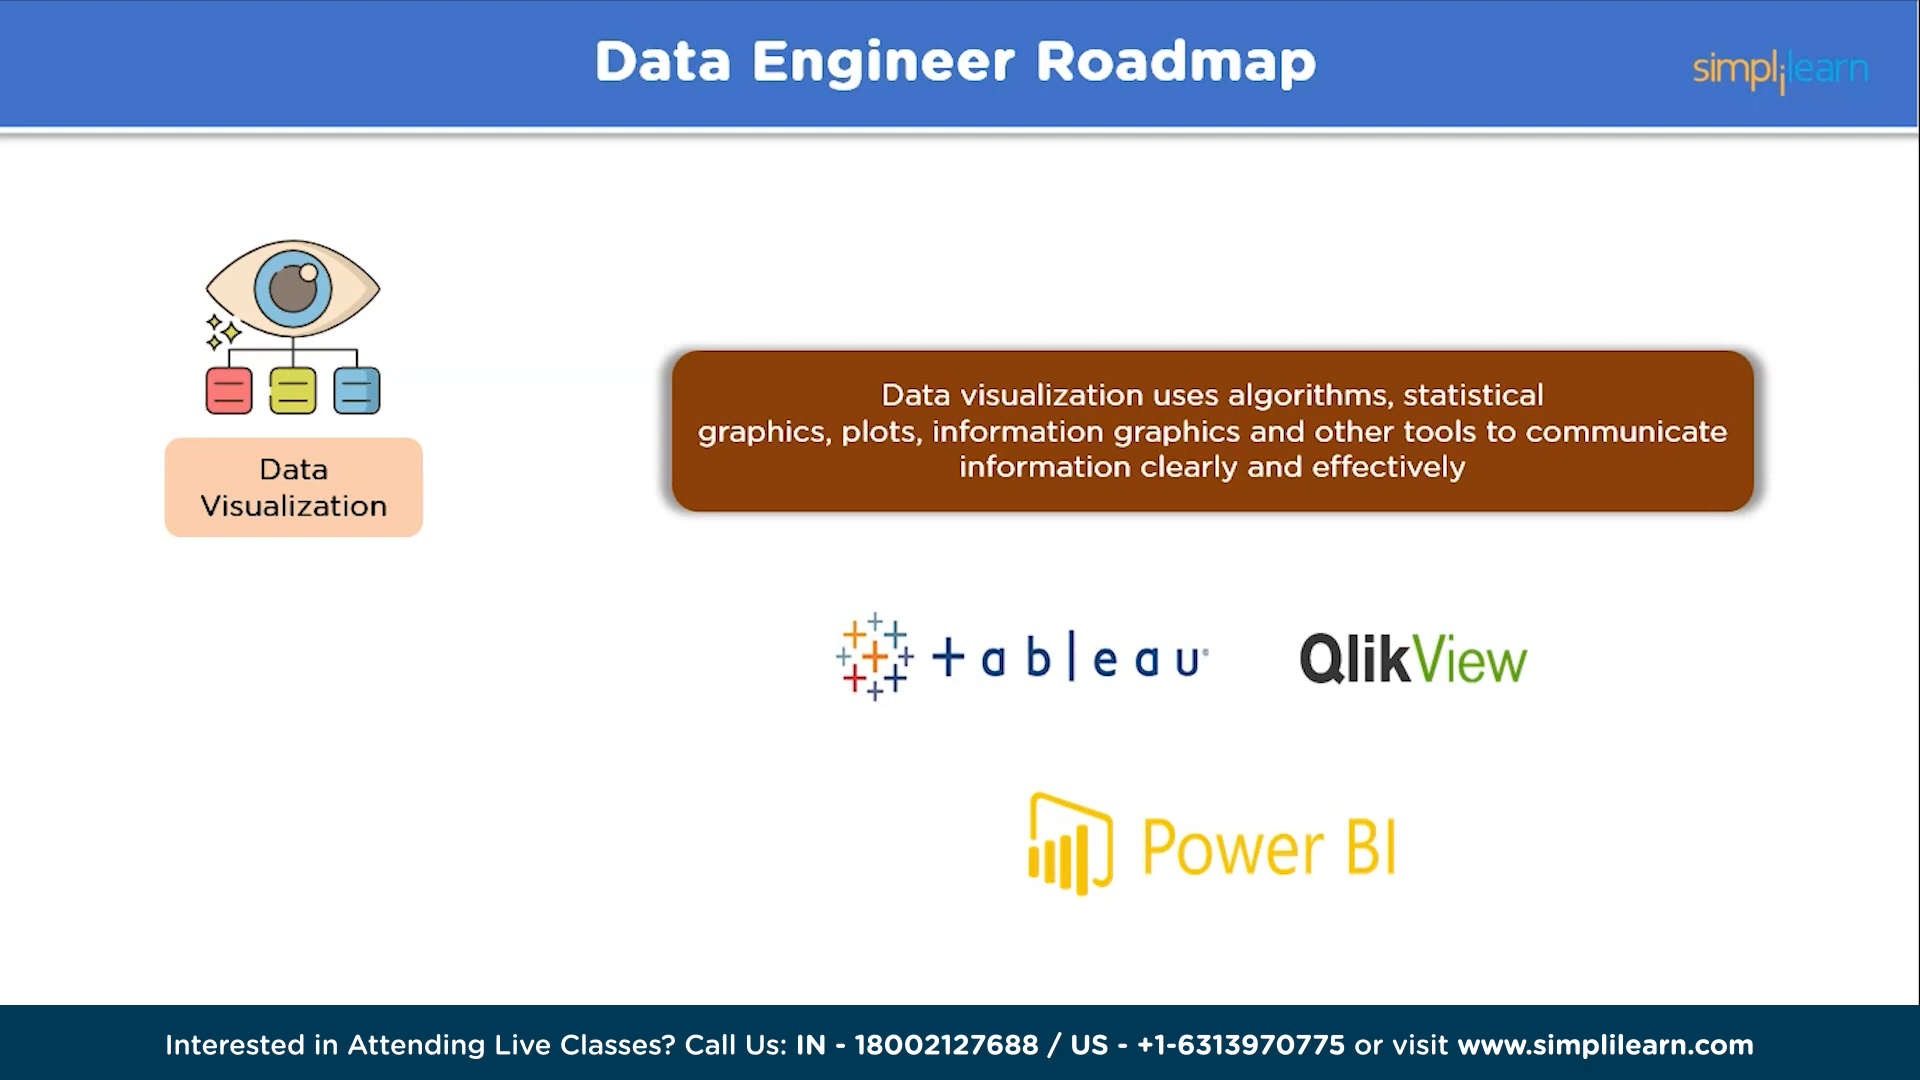 Data Engineer Roadmap
simplilearn
Data
Visualization
Data visualization uses algorithms, statistical
graphics, plots, information graphics and other tools to communicate
information clearly and effectively
+ableau®
QlikView
Power BI
Interested in Attending Live Classes? Call Us: IN - 18002127688 / US - +1-6313970775 or visit www.simplilearn.com